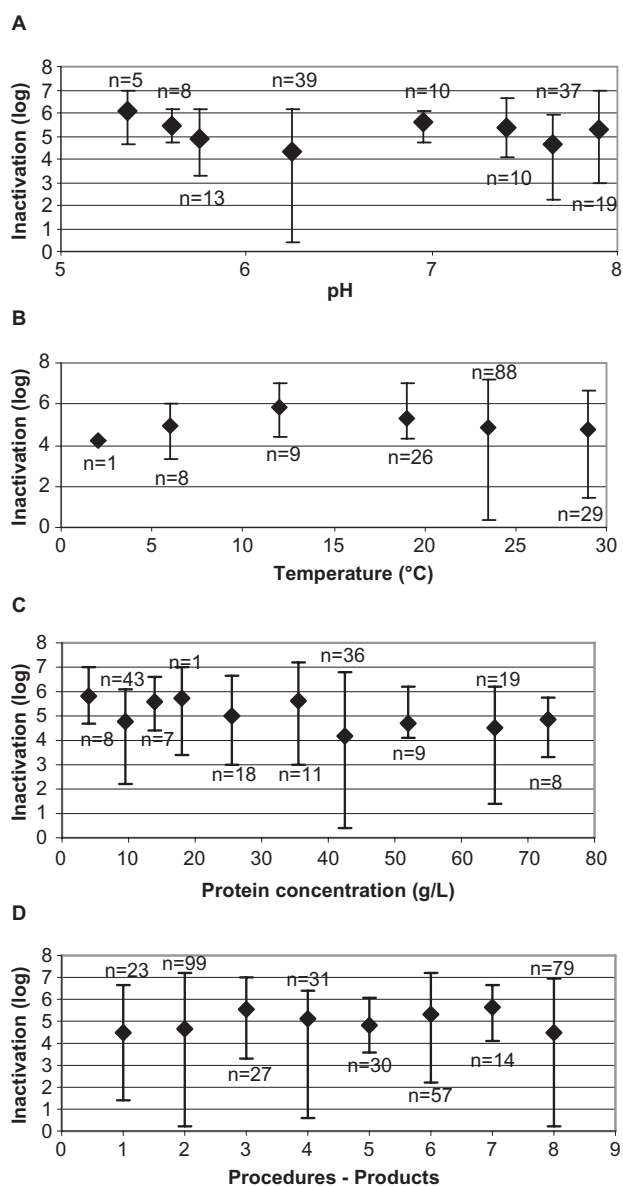 A
Inactivation (log)
8
7
6
5
4
3
2
1
0
n=5
n=8
n=39
n=10
n=37
n=13
n=10
n=19
5 6 7 8
pH
B
Inactivation (log)
8
6
4
2
0
n=88
n=1
n=8
n=9
n=26
n=29
0 5 10 15 20 25 30
Temperature (°C)
C
Inactivation (log)
8
7
6
5
4
3
2
1
0
n=43
n=1
n=36
n=19
n=8
n=7
n=18
n=11
n=9
n=8
0 10 20 30 40 50 60 70 80
Protein concentration (g/L)
D
Inactivation (log)
8
7
6
5
4
3
2
1
0
n=23
n=99
n=31
n=79
n=27
n=30
n=57
n=14
0 1 2 3 4 5 6 7 8 9
Procedures - Products